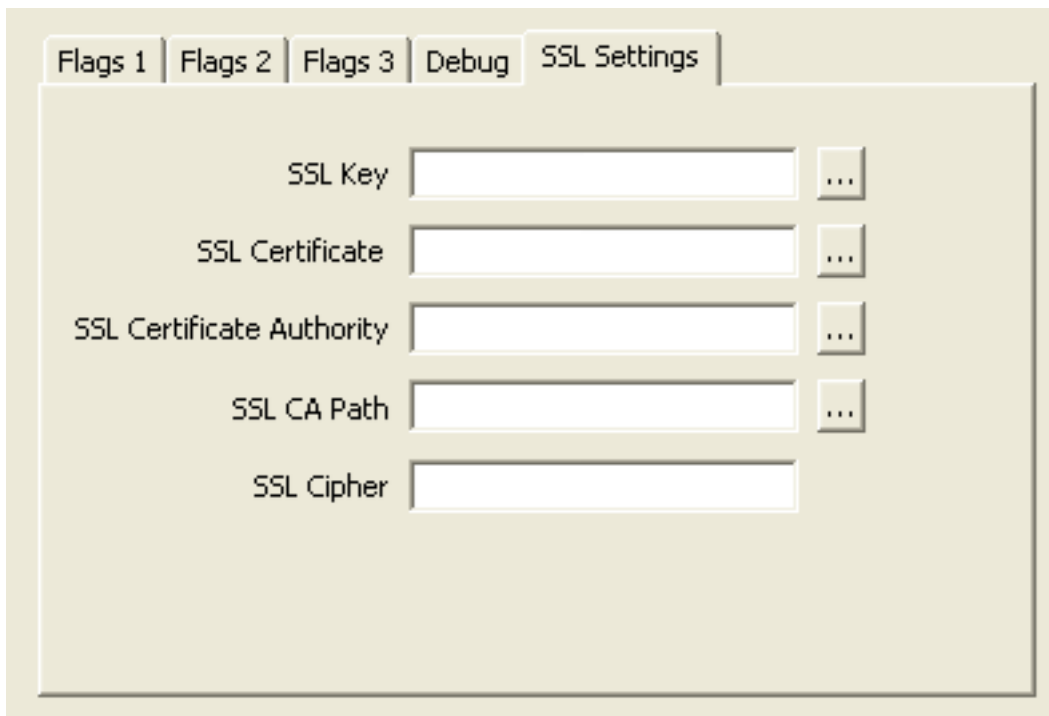 Flags 1 Flags 2 Flags 3 Debug SSL Settings
SSL Key ...
SSL Certificate ...
SSL Certificate Authority ...
SSL CA Path ...
SSL Cipher